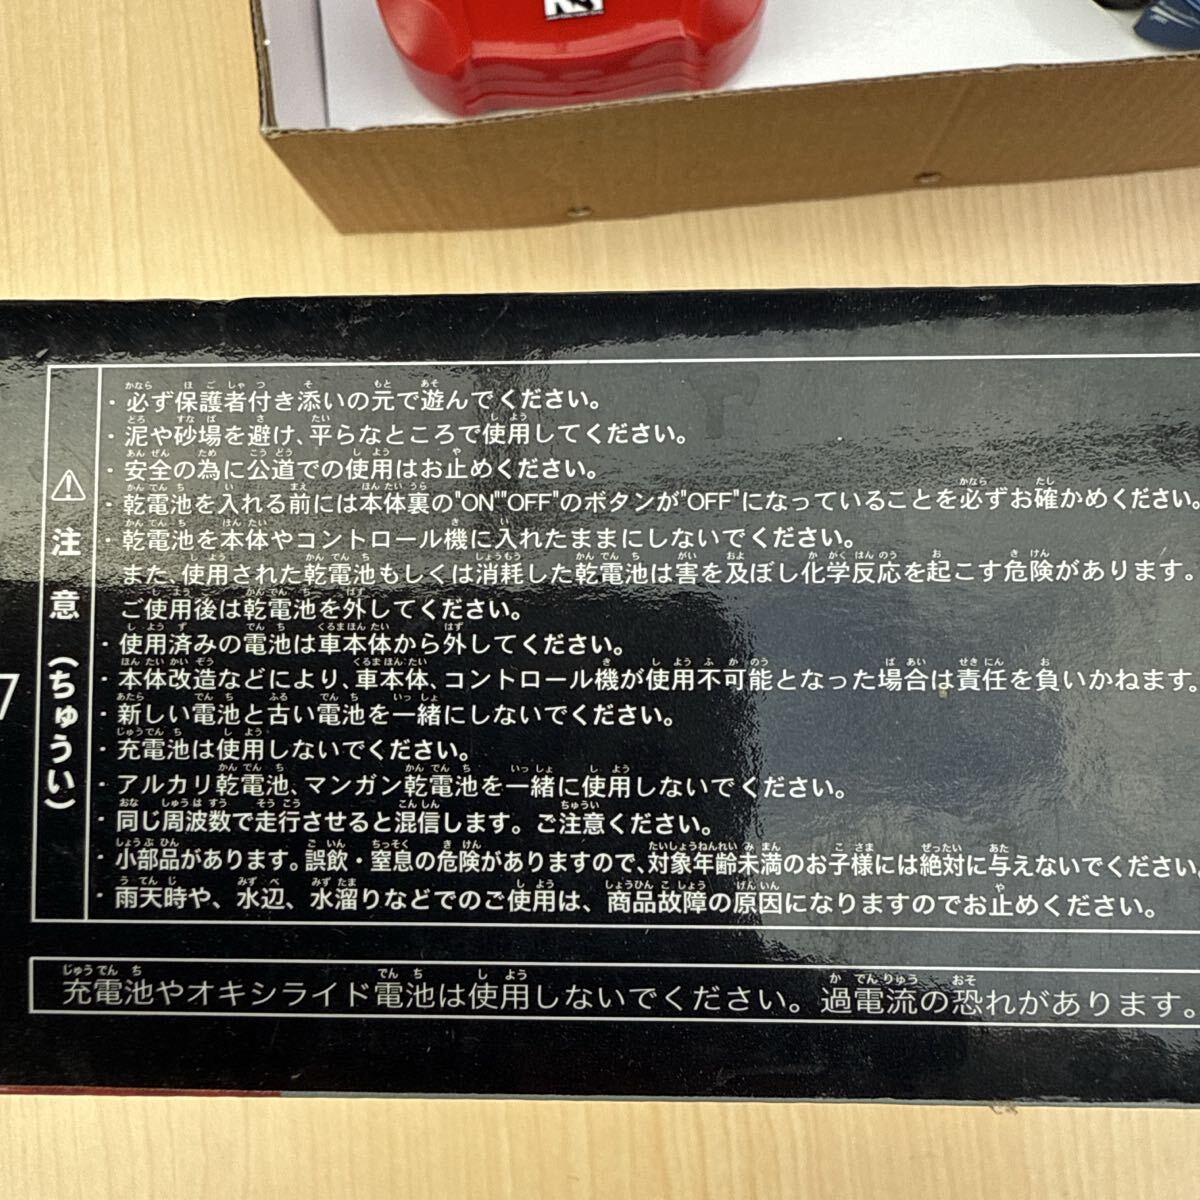 ・必ず保護者付き添いの元で遊んでください。
・泥や砂場を避け、平らなところで使用してください。
・安全の為に公道での使用はお止めください。
・乾電池を入れる前には本体裏の"ON""OFF"のボタンが"OFF"になっていることを必ずお確かめください。
・乾電池を本体やコントロール機に入れたままにしないでください。
また、使用された乾電池もしくは消耗した乾電池は害を及ぼし化学反応を起こす危険があります。
ご使用後は乾電池を外してください。
・使用済みの電池は車本体から外してください。
・本体改造などにより、車本体、コントロール機が使用不可能となった場合は責任を負いかねます。
・新しい電池と古い電池を一緒にしないでください。
・充電池は使用しないでください。
・アルカリ乾電池、マンガン乾電池を一緒に使用しないでください。
・同じ周波数で走行させると混信します。ご注意ください。
・小部品があります。誤飲・窒息の危険がありますので、対象年齢未満のお子様には絶対に与えないでください。
・雨天時や、水辺、水溜りなどでのご使用は、商品故障の原因になりますのでお止めください。
注意(ちゅうい)
7
充電池やオキシライド電池は使用しないでください。過電流の恐れがあります。